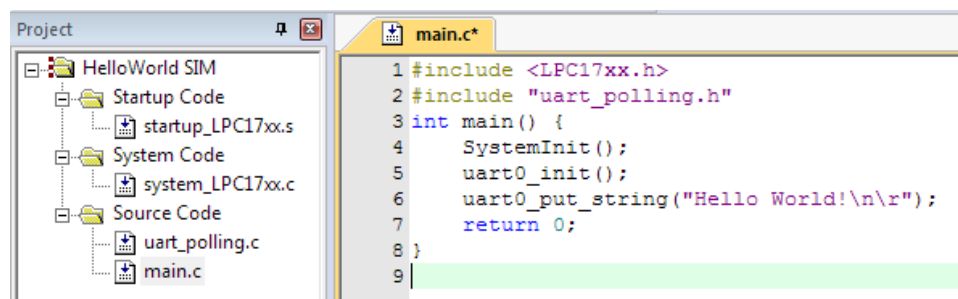 Project
HelloWorld SIM
Startup Code
startup_LPC17xx.s
System Code
system_LPC17xx.c
Source Code
uart_polling.c
main.c
main.c*
1 #include <LPC17xx.h>
2 #include "uart_polling.h"
3 int main() {
4 SystemInit();
5 uart0_init();
6 uart0_put_string("Hello World!\n\r");
7 return 0;
8 }
9